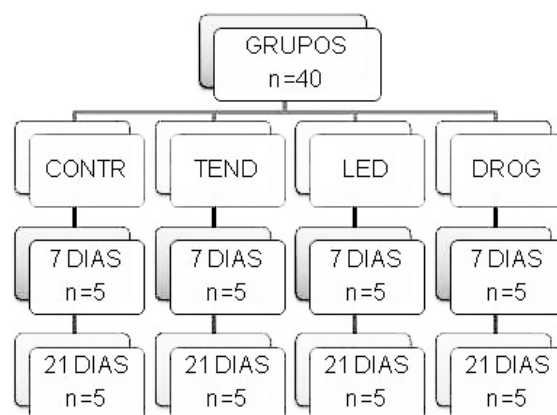 GRUPOS
n=40
CONTR
TEND
LED
DROG
7 DIAS
n=5
7 DIAS
n=5
7 DIAS
n=5
7 DIAS
n=5
21 DIAS
n=5
21 DIAS
n=5
21 DIAS
n=5
21 DIAS
n=5